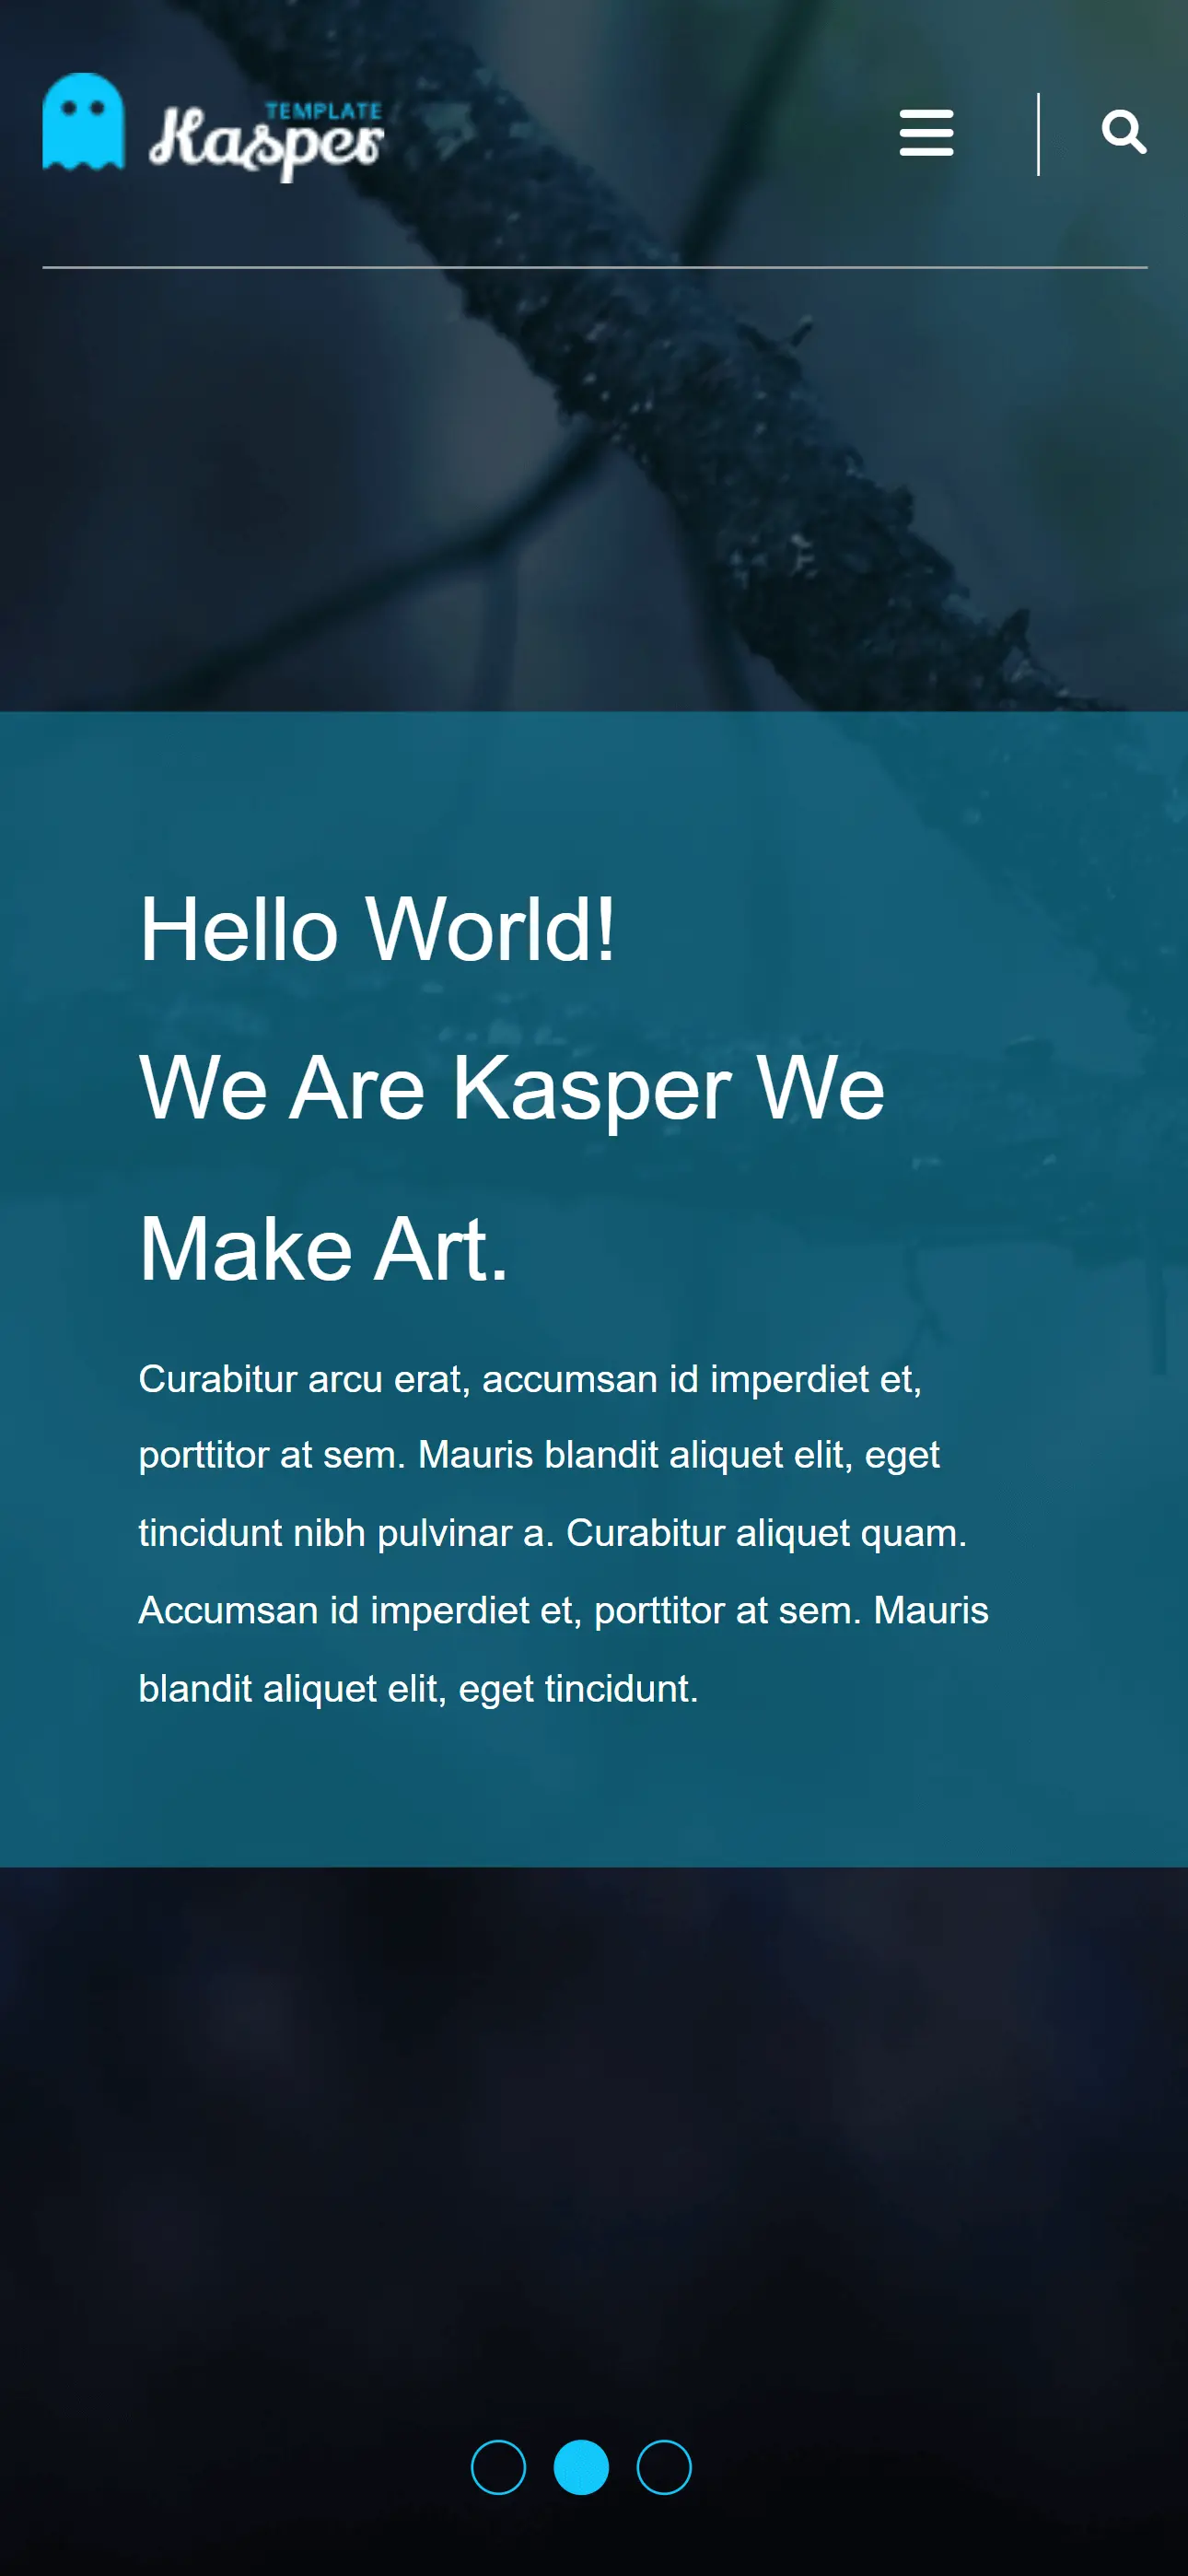 TEMPLATE
Kasper
Hello World!
We Are Kasper We
Make Art.
Curabitur arcu erat, accumsan id imperdiet et,
porttitor at sem. Mauris blandit aliquet elit, eget
tincidunt nibh pulvinar a. Curabitur aliquet quam.
Accumsan id imperdiet et, porttitor at sem. Mauris
blandit aliquet elit, eget tincidunt.